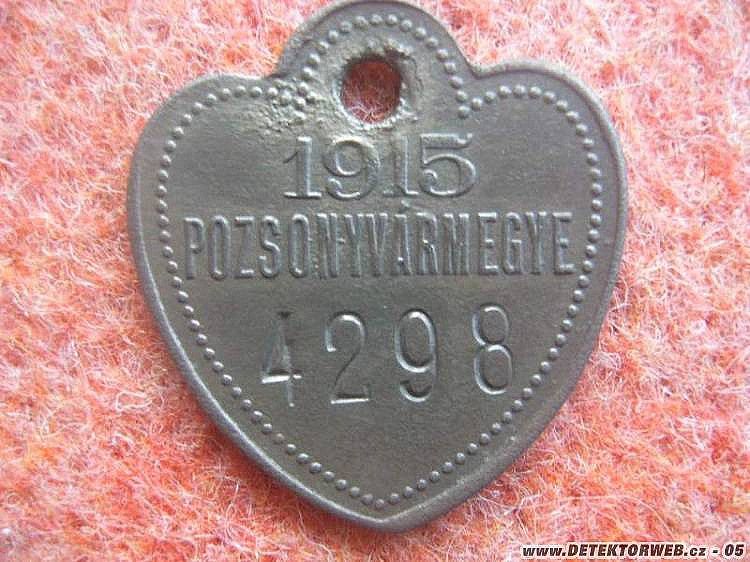 1915
POZSONYVÁRMEGYE
4298
www.DETEKTORWEB.cz - 05